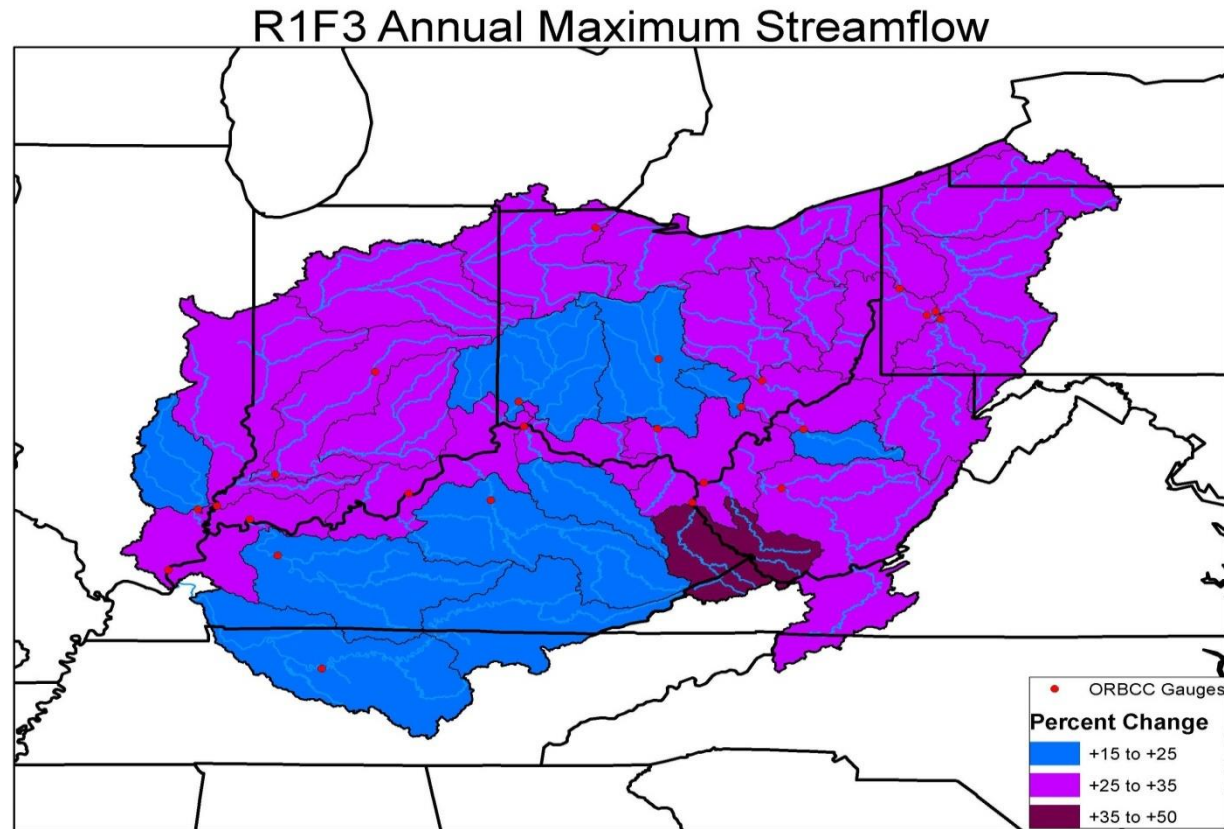 R1F3 Annual Maximum Streamflow
ORBCC Gauges
Percent Change
+15 to +25
+25 to +35
+35 to +50